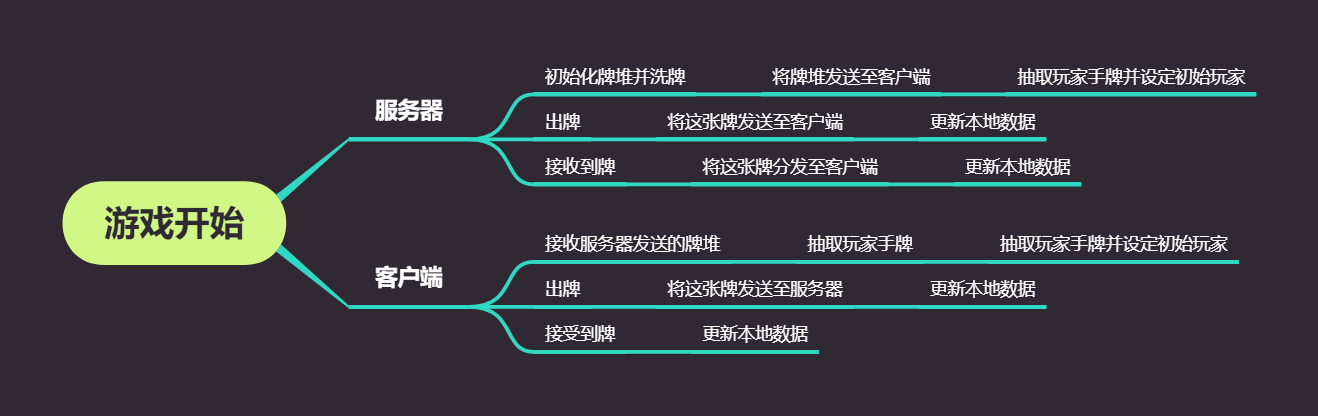 游戏开始
服务器
初始化牌堆并洗牌
将牌堆发送至客户端
抽取玩家手牌并设定初始玩家
出牌
将这张牌发送至客户端
更新本地数据
接收到牌
将这张牌分发至客户端
更新本地数据
客户端
接收服务器发送的牌堆
抽取玩家手牌
抽取玩家手牌并设定初始玩家
出牌
将这张牌发送至服务器
更新本地数据
接受到牌
更新本地数据